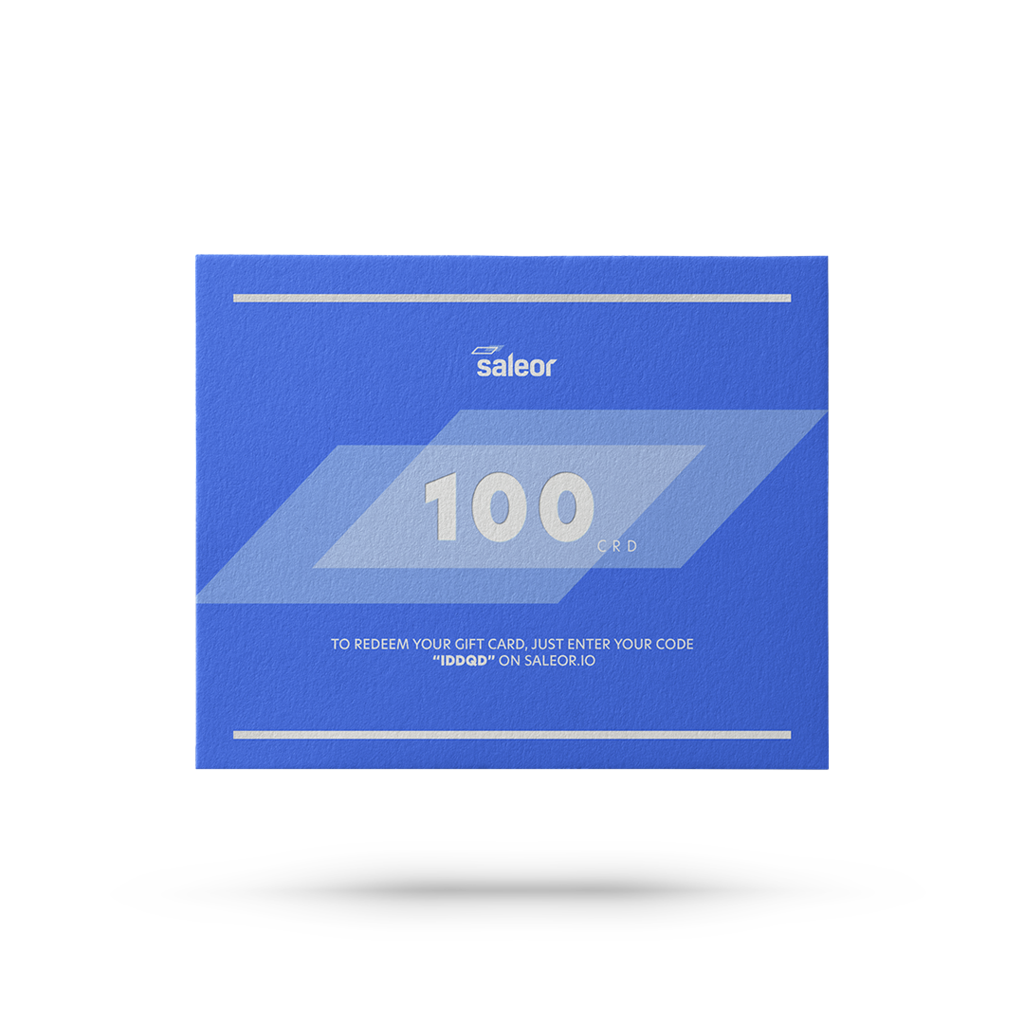 saleor
100
CRD
TO REDEEM YOUR GIFT CARD, JUST ENTER YOUR CODE
“IDDQD” ON SALEOR.IO